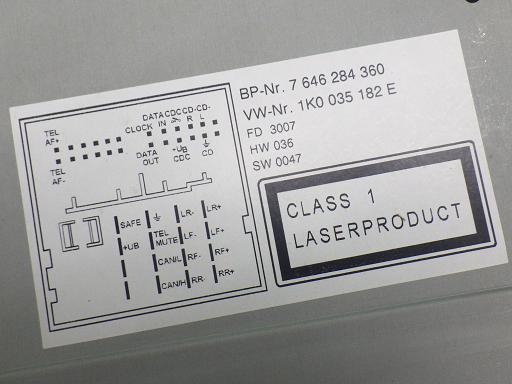 BP-Nr. 7 646 284 360
VW-Nr. 1K0 035 182 E
FD 3007
HW 036
SW 0047
CLASS 1
LASERPRODUCT
DATA CDC CD- CD-
CLOCK IN R L
TEL
AF+
TEL
AF-
DATA +UB
OUT CDC CD
SAFE LR- LR+
+UB TEL LF- LF+
MUTE
CAN/L RF- RF+
CAN/H RR- RR+